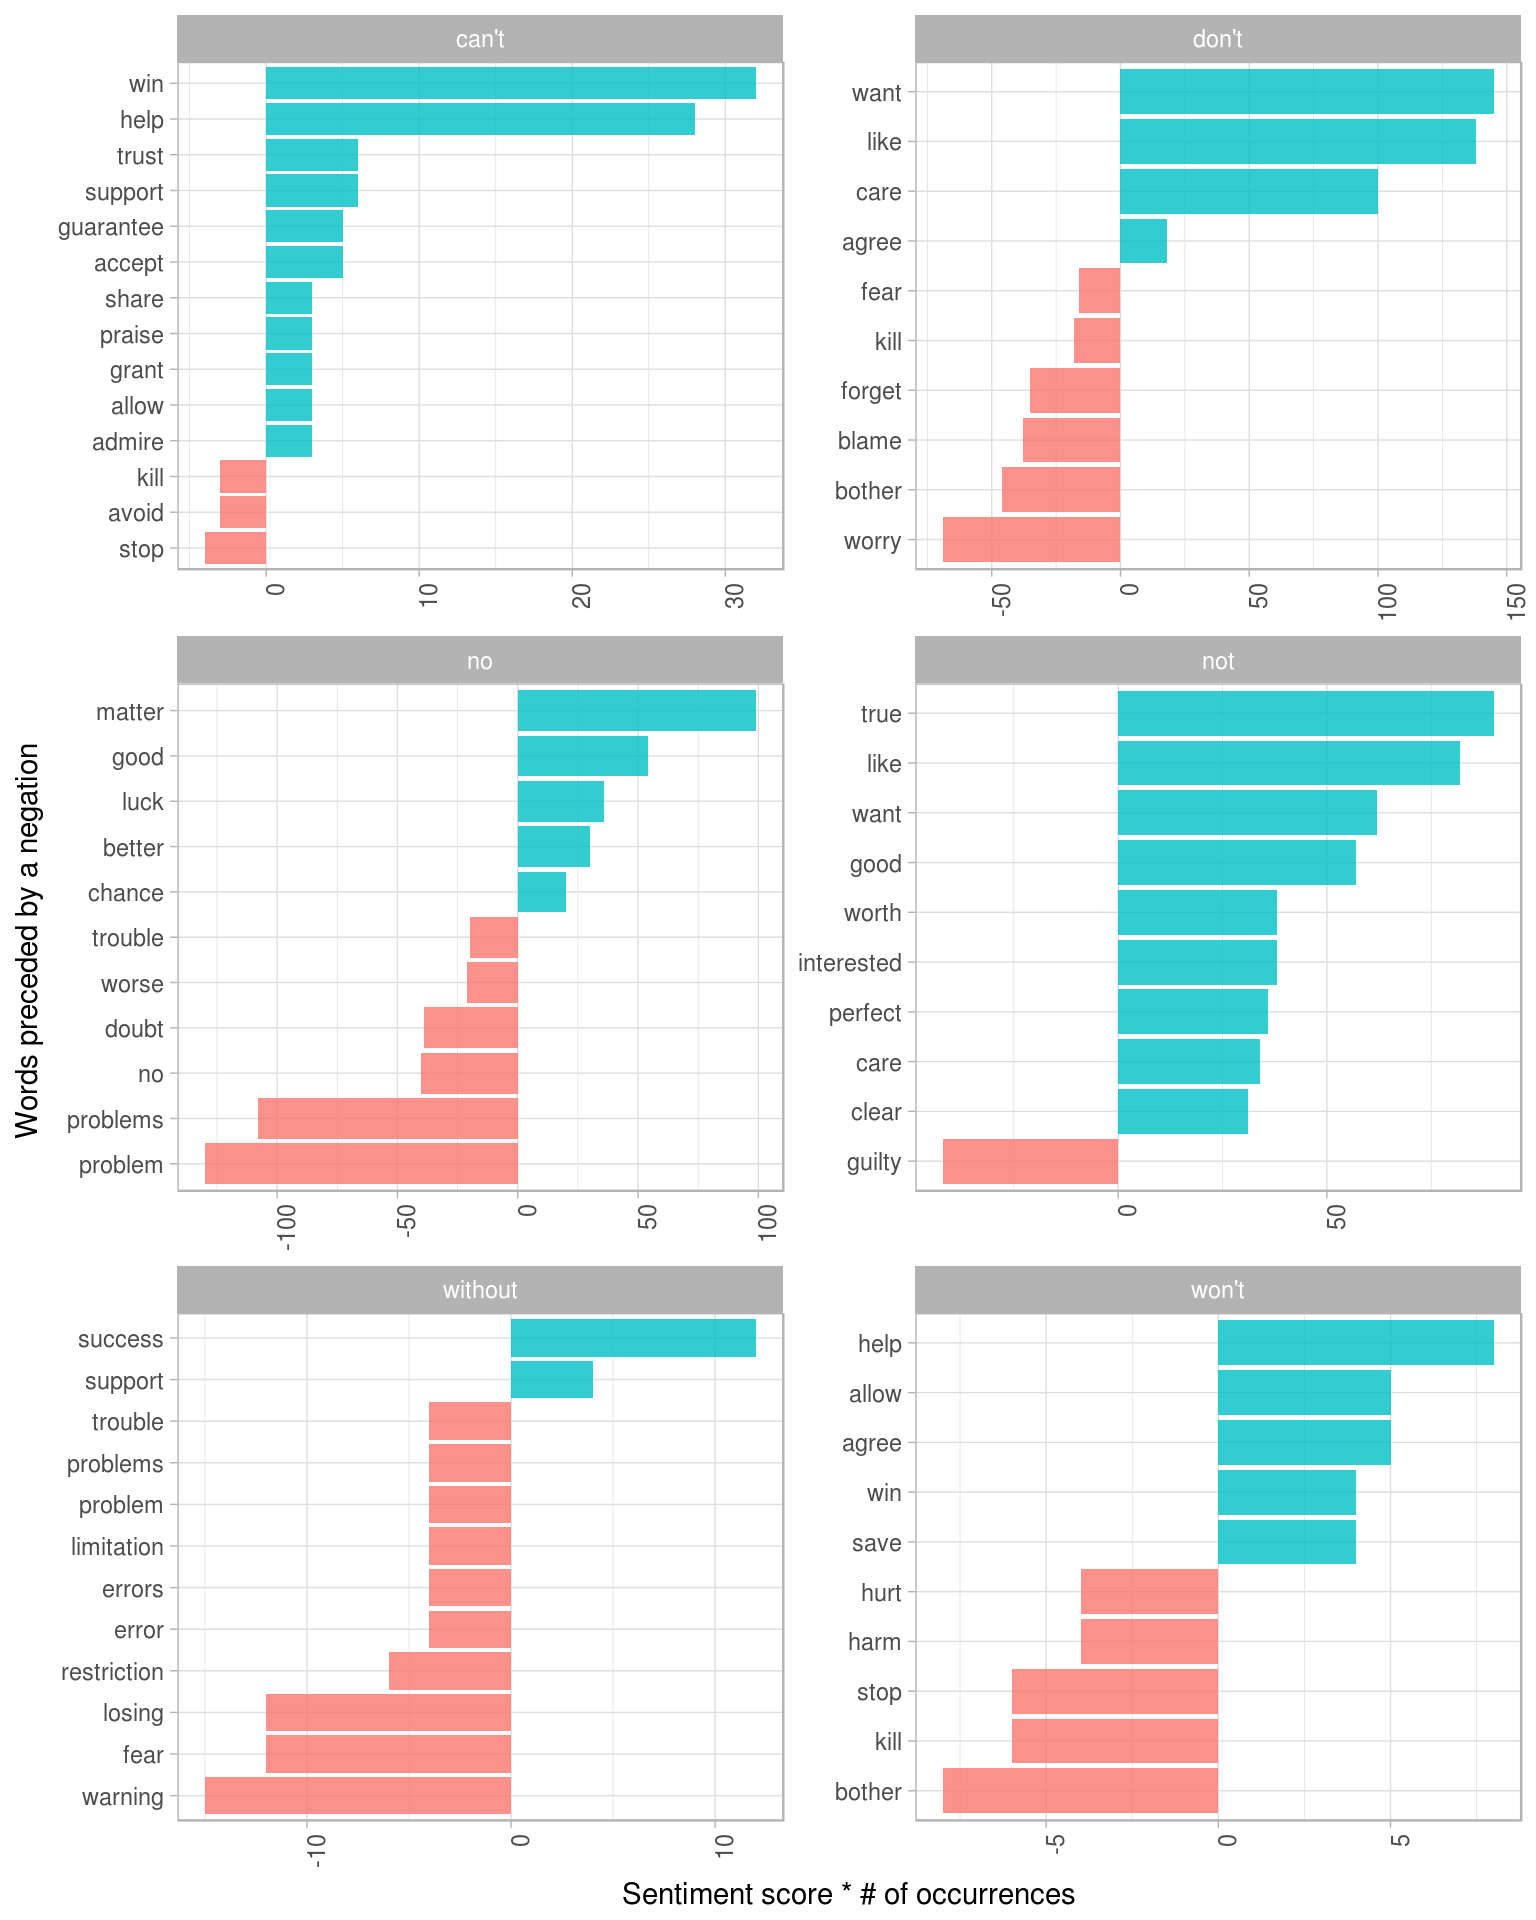 can't
win
help
trust
support
guarantee
accept
share
praise
grant
allow
admire
kill
avoid
stop
0 10 20 30
don't
want
like
care
agree
fear
kill
forget
blame
bother
worry
-50 0 50 100 150
Words preceded by a negation
no
matter
good
luck
better
chance
trouble
worse
doubt
no
problems
problem
-100 -50 0 50 100
not
true
like
want
good
worth
interested
perfect
care
clear
guilty
0 50
without
success
support
trouble
problems
problem
limitation
errors
error
restriction
losing
fear
warning
-10 0 10
won't
help
allow
agree
win
save
hurt
harm
stop
kill
bother
-5 0 5
Sentiment score * # of occurrences